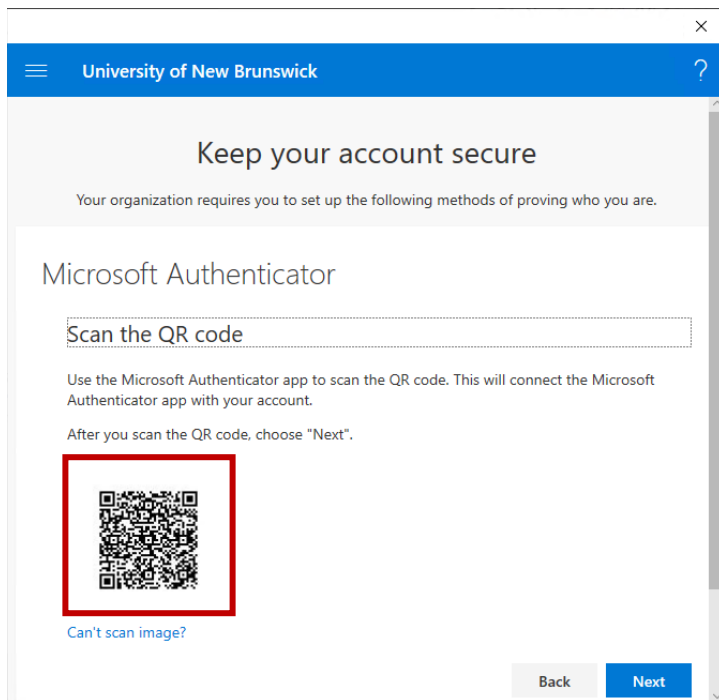 University of New Brunswick
?
Keep your account secure
Your organization requires you to set up the following methods of proving who you are.
Microsoft Authenticator
Scan the QR code
Use the Microsoft Authenticator app to scan the QR code. This will connect the Microsoft
Authenticator app with your account.
After you scan the QR code, choose "Next".
Can't scan image?
Back Next